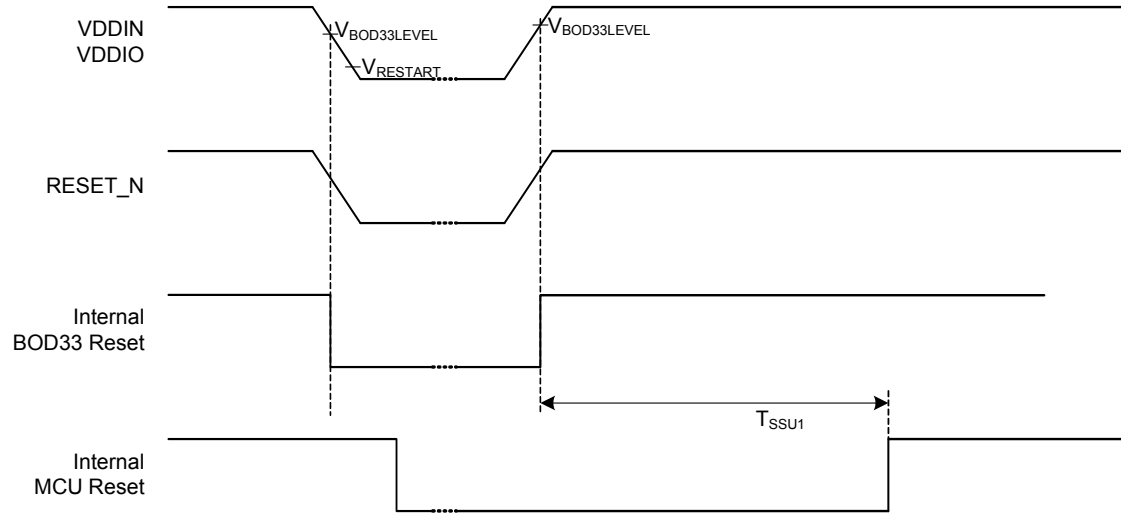 VDDIN
VDDIO
VBOD33LEVEL
VRESTART
VBOD33LEVEL
RESET_N
Internal
BOD33 Reset
TSSU1
Internal
MCU Reset